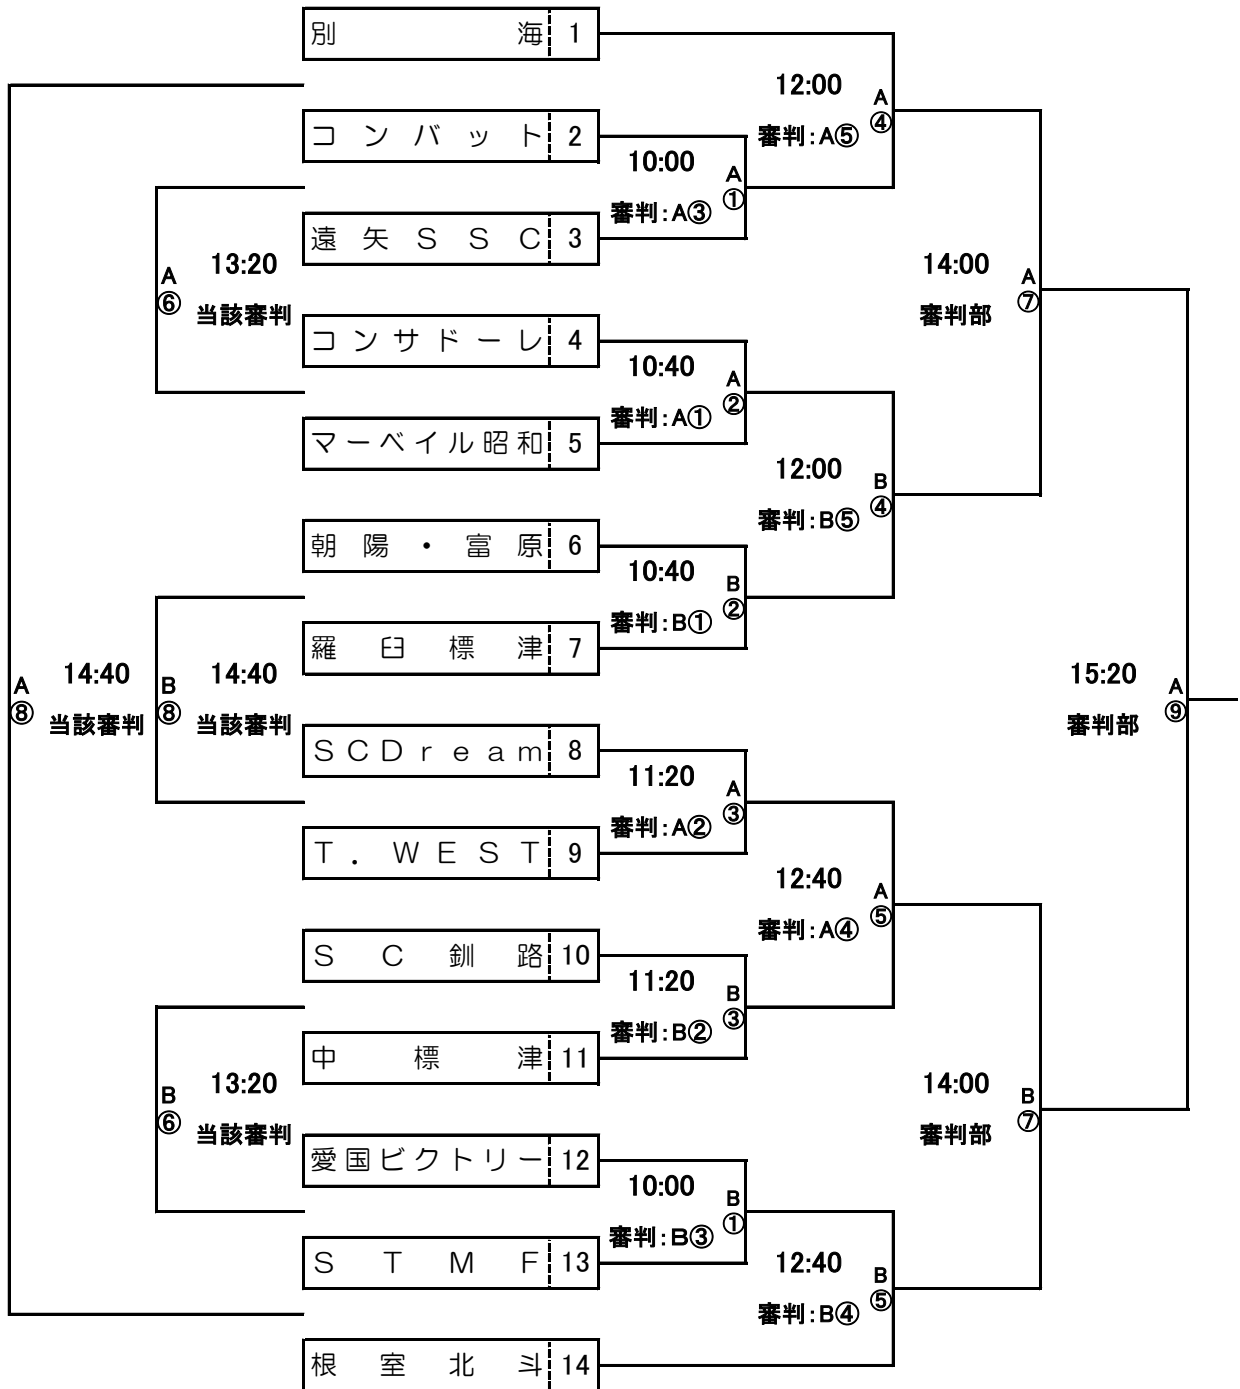 別海 1
12:00
A
④
審判：A⑤
コンバット 2
10:00
A
①
審判：A③
遠矢ＳＳＣ 3
13:20
A
⑥
当該審判
14:00
A
⑦
審判部
コンサドーレ 4
10:40
A
②
審判：A①
マーベイル昭和 5
12:00
B
④
審判：B⑤
朝陽・富原 6
10:40
B
②
審判：B①
羅臼標津 7
14:40
A
⑧
当該審判
14:40
B
⑧
当該審判
15:20
A
⑨
審判部
ＳＣＤｒｅａｍ 8
11:20
A
③
審判：A②
Ｔ．ＷＥＳＴ 9
12:40
A
⑤
審判：A④
ＳＣ釧路 10
11:20
B
③
審判：B②
中標津 11
13:20
B
⑥
当該審判
14:00
B
⑦
審判部
愛国ビクトリー 12
10:00
B
①
審判：B③
ＳＴＭＦ 13
12:40
B
⑤
審判：B④
根室北斗 14